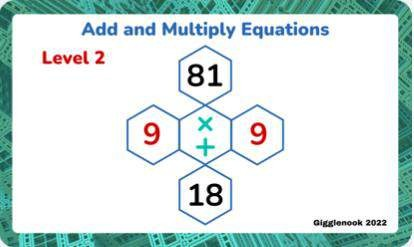 Add and Multiply Equations
Level 2
81
9 × 9
+
18
Gigglenook 2022